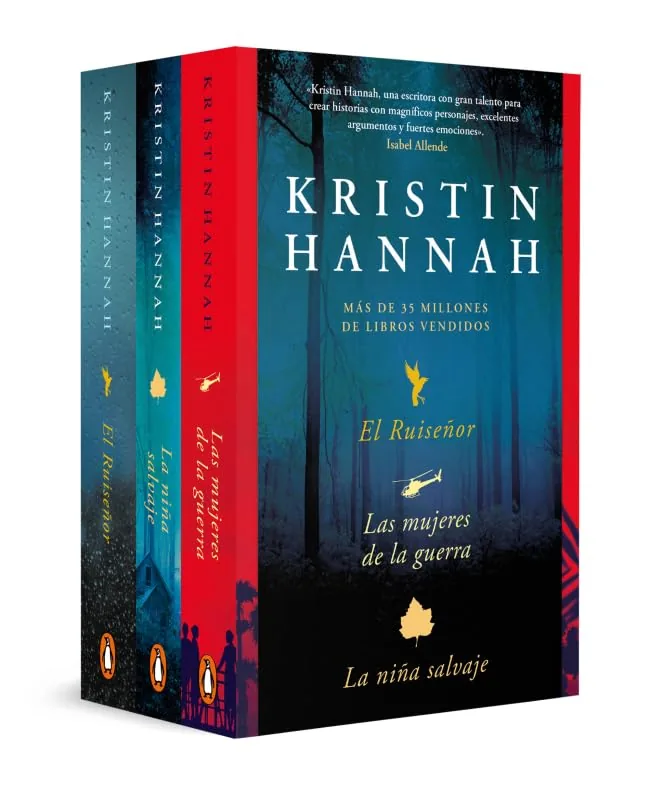 KRISTIN HANNAH
El Ruiseñor
KRISTIN HANNAH
La niña
salvaje
KRISTIN HANNAH
Las mujeres
de la guerra
«Kristin Hannah, una escritora con gran talento para
crear historias con magníficos personajes, excelentes
argumentos y fuertes emociones».
Isabel Allende
KRISTIN
HANNAH
MÁS DE 35 MILLONES
DE LIBROS VENDIDOS
El Ruiseñor
Las mujeres
de la guerra
La niña salvaje